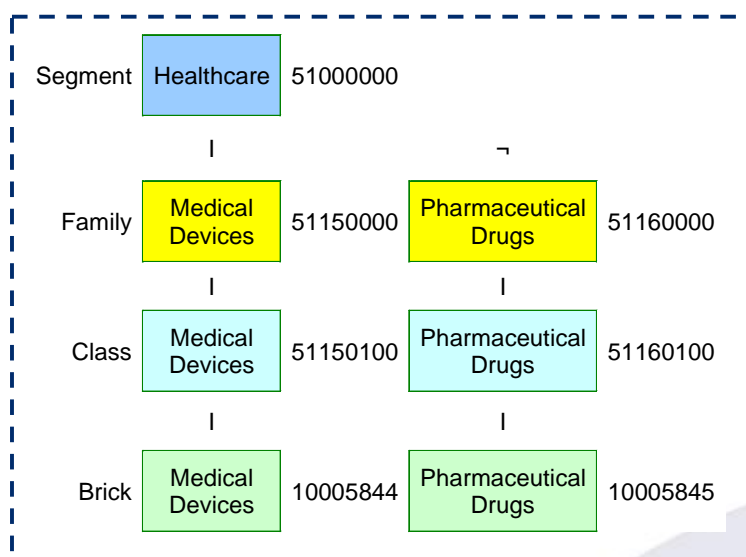 Segment Healthcare 51000000
| ¬
Family Medical Devices 51150000 Pharmaceutical Drugs 51160000
| |
Class Medical Devices 51150100 Pharmaceutical Drugs 51160100
| |
Brick Medical Devices 10005844 Pharmaceutical Drugs 10005845